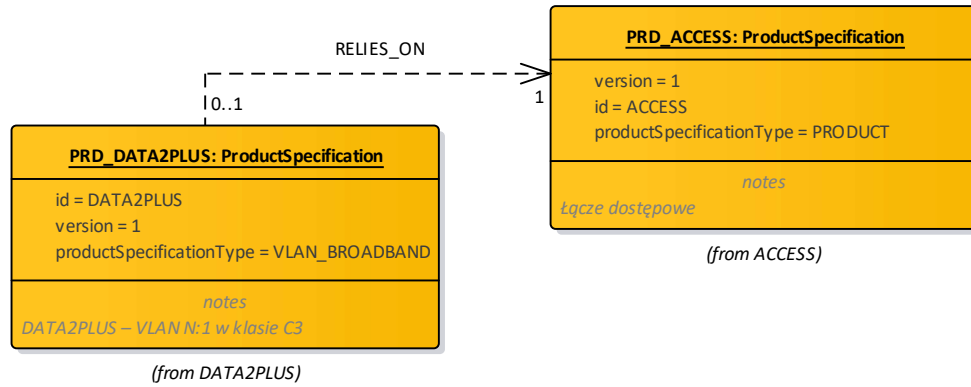 PRD_ACCESS: ProductSpecification
version = 1
id = ACCESS
productSpecificationType = PRODUCT
notes
Łącze dostępowe
(from ACCESS)
RELIES_ON
1
0..1
PRD_DATA2PLUS: ProductSpecification
id = DATA2PLUS
version = 1
productSpecificationType = VLAN_BROADBAND
notes
DATA2PLUS – VLAN N:1 w klasie C3
(from DATA2PLUS)